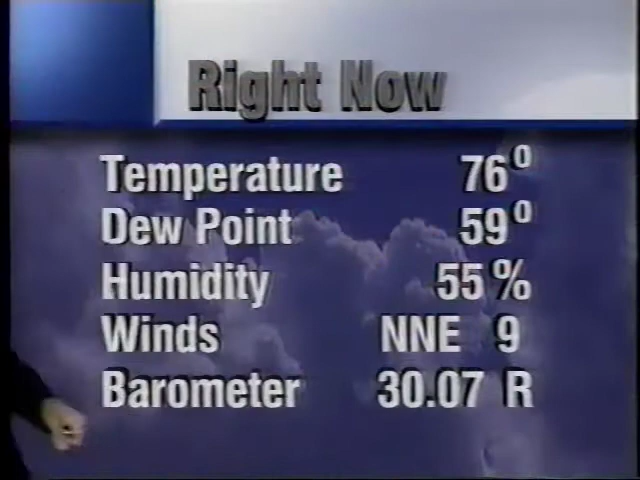 Right Now
Temperature 76°
Dew Point 59°
Humidity 55%
Winds NNE 9
Barometer 30.07 R